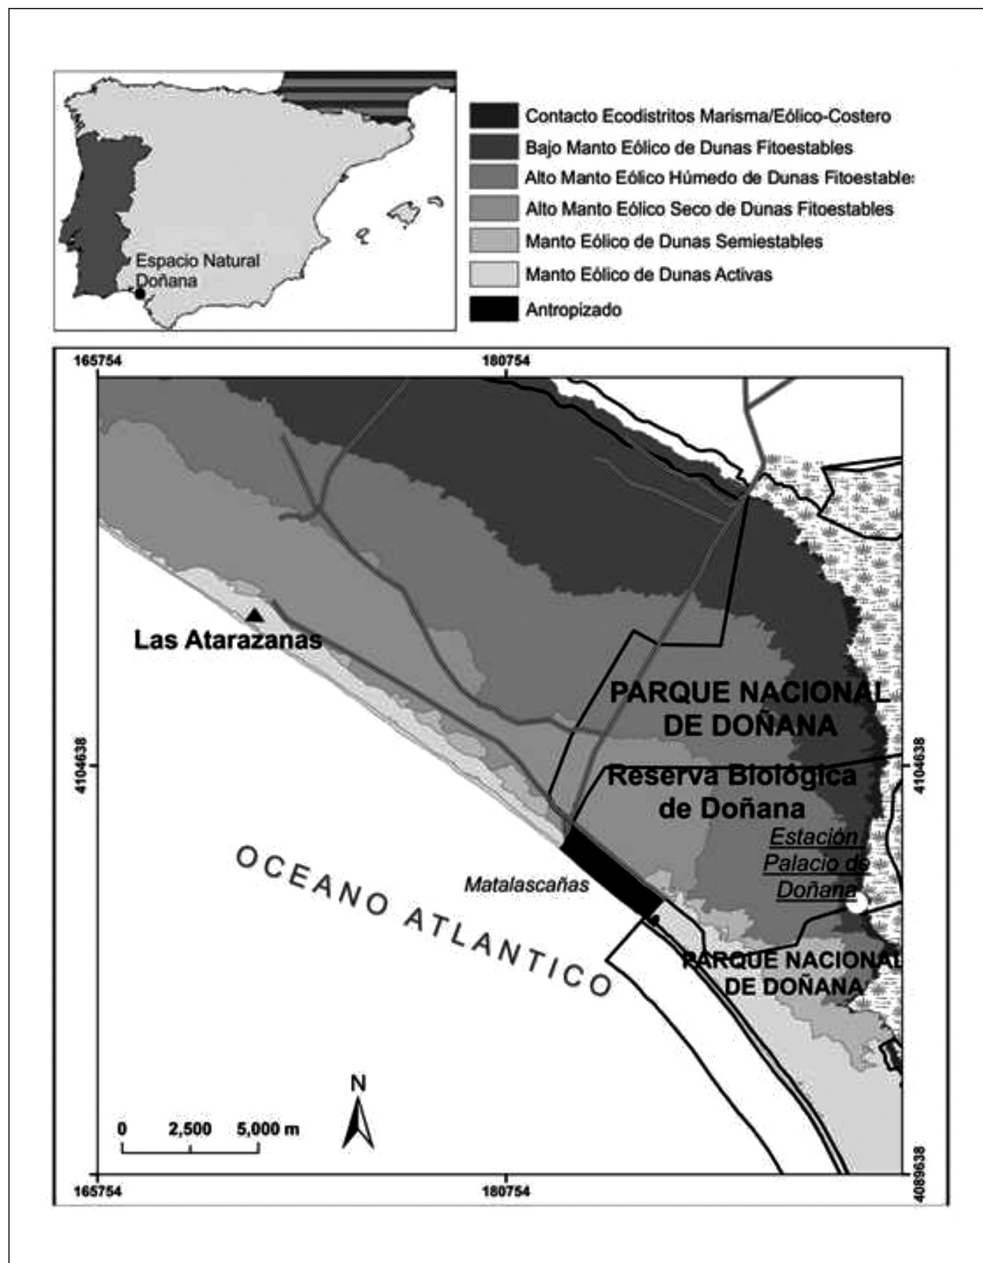 Espacio Natural
Doñana
Contacto Ecodistritos Marisma/Eólico-Costero
Bajo Manto Eólico de Dunas Fitoestables
Alto Manto Eólico Húmedo de Dunas Fitoestable
Alto Manto Eólico Seco de Dunas Fitoestables
Manto Eólico de Dunas Semiestables
Manto Eólico de Dunas Activas
Antropizado
165754
180754
Las Atarazanas
PARQUE NACIONAL
DE DOÑANA
4104638
4104638
Reserva Biológica
de Doñana
Estación
Palacio de
Doñana
Matalascañas
OCEANO ATLANTICO
PARQUE NACIONAL
DE DOÑANA
N
0 2,500 5,000 m
165754
180754
4089638